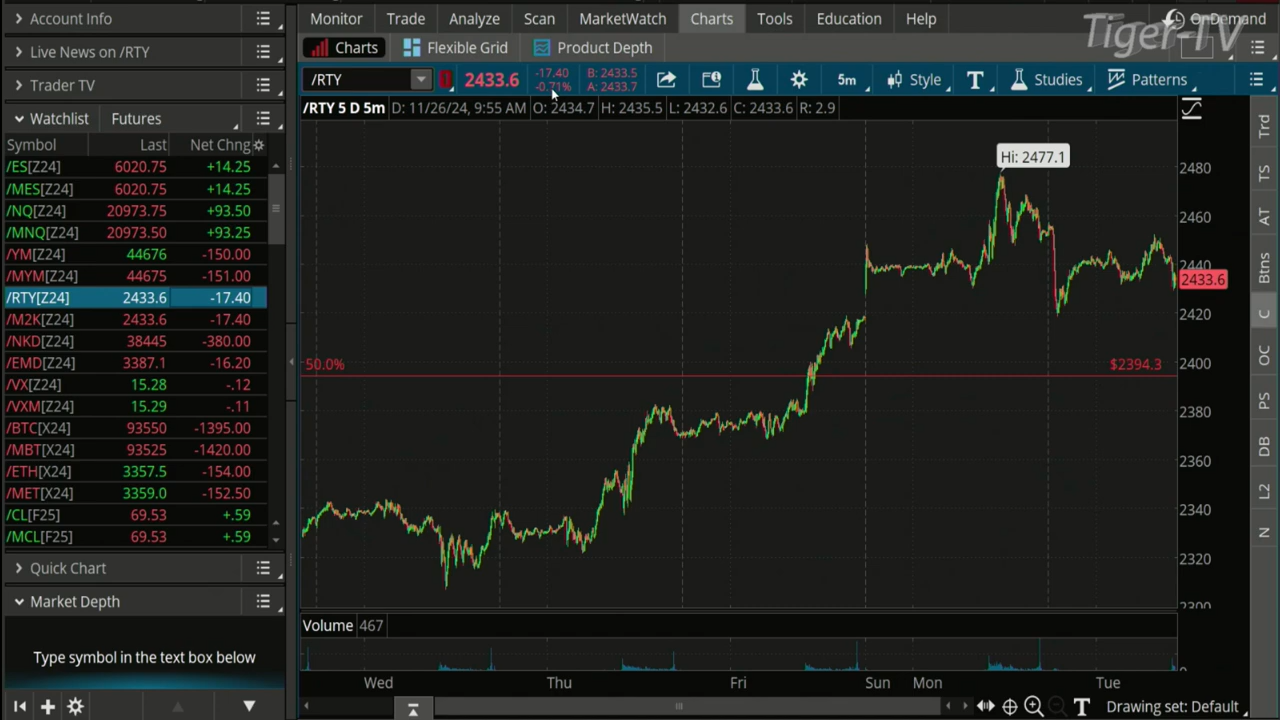 Account Info
Monitor Trade Analyze Scan MarketWatch Charts Tools Education Help OnDemand
Tiger-TV
Live News on /RTY
Charts Flexible Grid Product Depth
Trader TV
/RTY 2433.6 -17.40 B: 2433.5 5m Style T Studies Patterns
-0.71% A: 2433.7
/RTY 5 D 5m D: 11/26/24, 9:55 AM O: 2434.7 H: 2435.5 L: 2432.6 C: 2433.6 R: 2.9
Watchlist Futures
Symbol Last Net Chng
/ES[Z24] 6020.75 +14.25
/MES[Z24] 6020.75 +14.25
/NQ[Z24] 20973.75 +93.50
/MNQ[Z24] 20973.50 +93.25
/YM[Z24] 44676 -150.00
/MYM[Z24] 44675 -151.00
/RTY[Z24] 2433.6 -17.40
/M2K[Z24] 2433.6 -17.40
/NKD[Z24] 38445 -380.00
/EMD[Z24] 3387.1 -16.20
/VX[Z24] 15.28 -.12
/VXM[Z24] 15.29 -.11
/BTC[X24] 93550 -1395.00
/MBT[X24] 93525 -1420.00
/ETH[X24] 3357.5 -154.00
/MET[X24] 3359.0 -152.50
/CL[F25] 69.53 +.59
/MCL[F25] 69.53 +.59
Quick Chart
Market Depth
Type symbol in the text box below
Hi: 2477.1
2480
2460
2440
2433.6
2420
2400
50.0% $2394.3
2380
2360
2340
2320
2300
Volume 467
0
Wed Thu Fri Sun Mon Tue
T Drawing set: Default
Trd
TS
AT
Btns
C
OC
PS
DB
L2
N